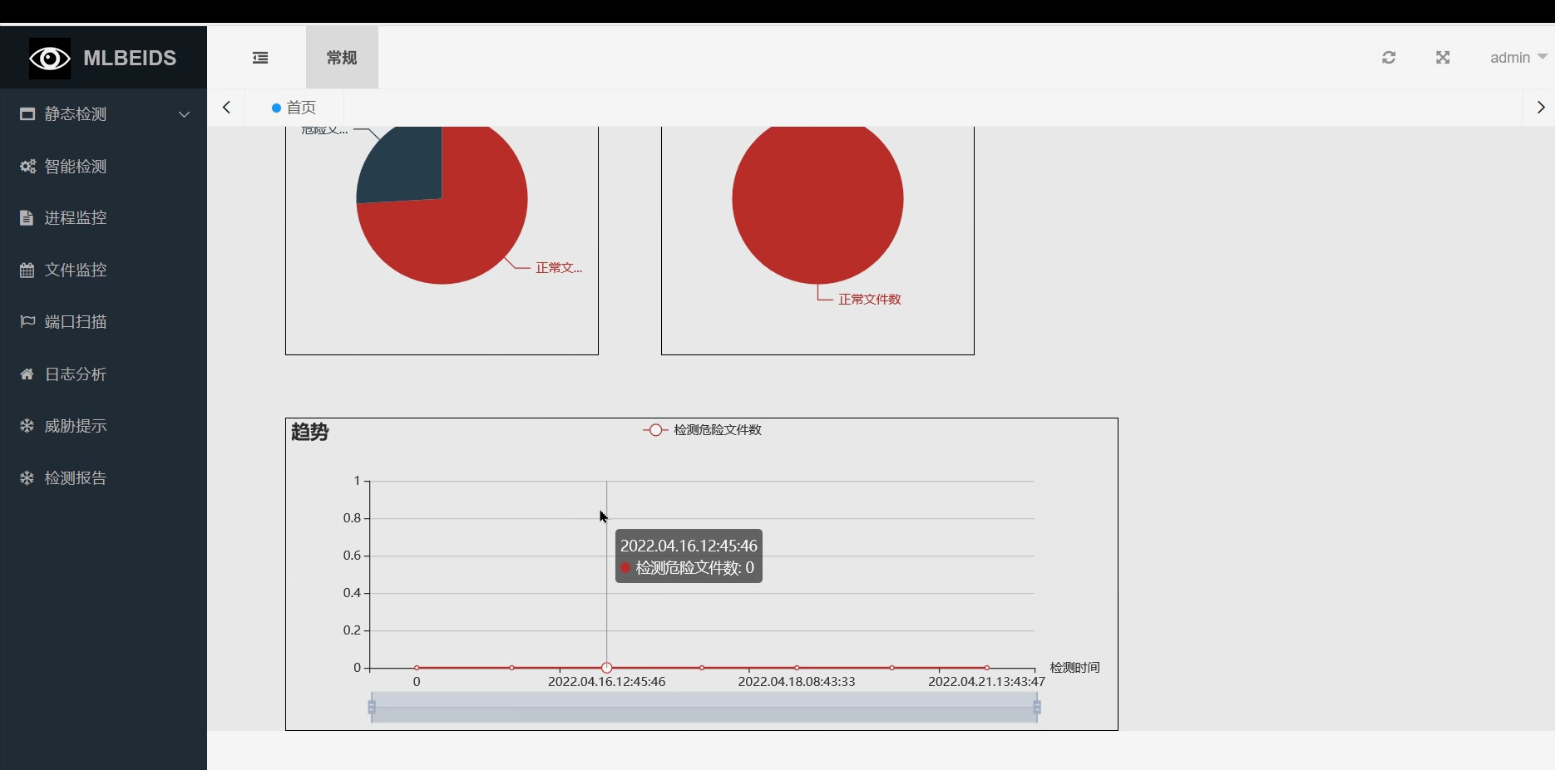 MLBEIDS
常规
admin
静态检测
首页
智能检测
进程监控
文件监控
端口扫描
日志分析
威胁提示
检测报告
危险文...
正常文...
正常文件数
趋势
检测危险文件数
1
0.8
0.6
0.4
0.2
0
2022.04.16.12:45:46
检测危险文件数: 0
检测时间
0
2022.04.16.12:45:46
2022.04.18.08:43:33
2022.04.21.13:43:47